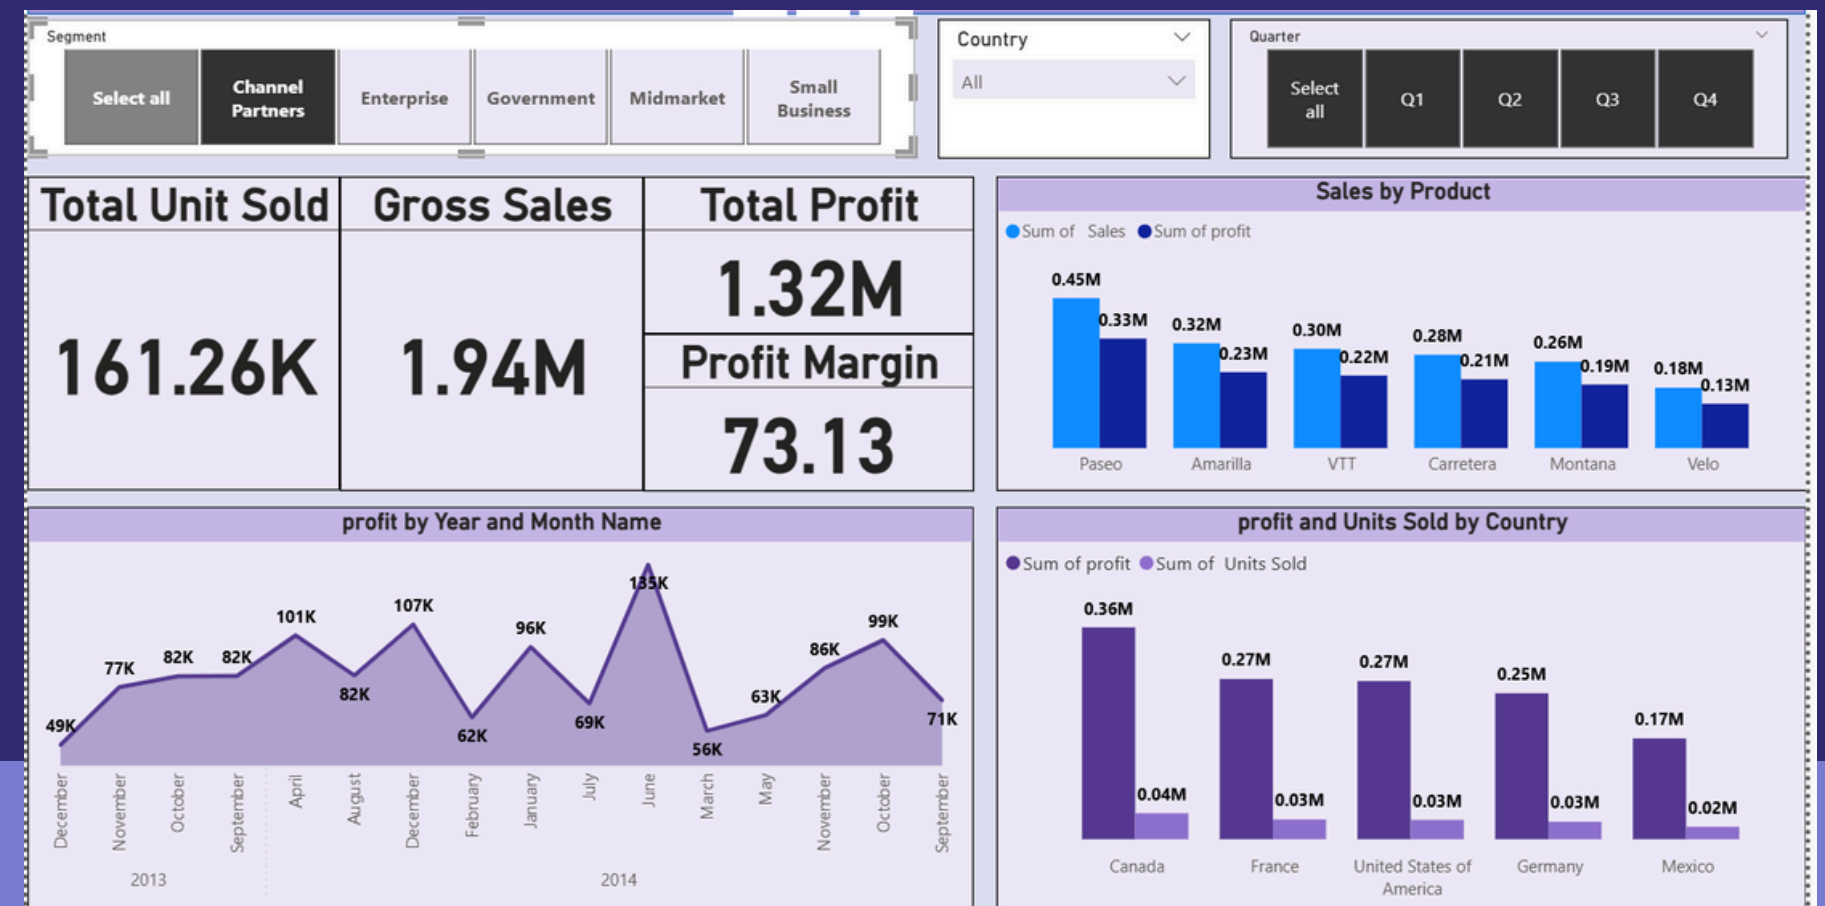 Segment
Select all
Channel
Partners
Enterprise
Government
Midmarket
Small
Business
Country
All
Quarter
Select
all
Q1
Q2
Q3
Q4
Total Unit Sold
161.26K
Gross Sales
1.94M
Total Profit
1.32M
Profit Margin
73.13
Sales by Product
Sum of Sales
Sum of profit
0.45M
0.33M
0.32M
0.23M
0.30M
0.22M
0.28M
0.21M
0.26M
0.19M
0.18M
0.13M
Paseo
Amarilla
VTT
Carretera
Montana
Velo
profit by Year and Month Name
49K
77K
82K
82K
101K
82K
107K
62K
96K
69K
135K
56K
63K
86K
99K
71K
December
November
October
September
April
August
December
February
January
July
June
March
May
November
October
September
2013
2014
profit and Units Sold by Country
Sum of profit
Sum of Units Sold
0.36M
0.04M
0.27M
0.03M
0.27M
0.03M
0.25M
0.03M
0.17M
0.02M
Canada
France
United States of
America
Germany
Mexico